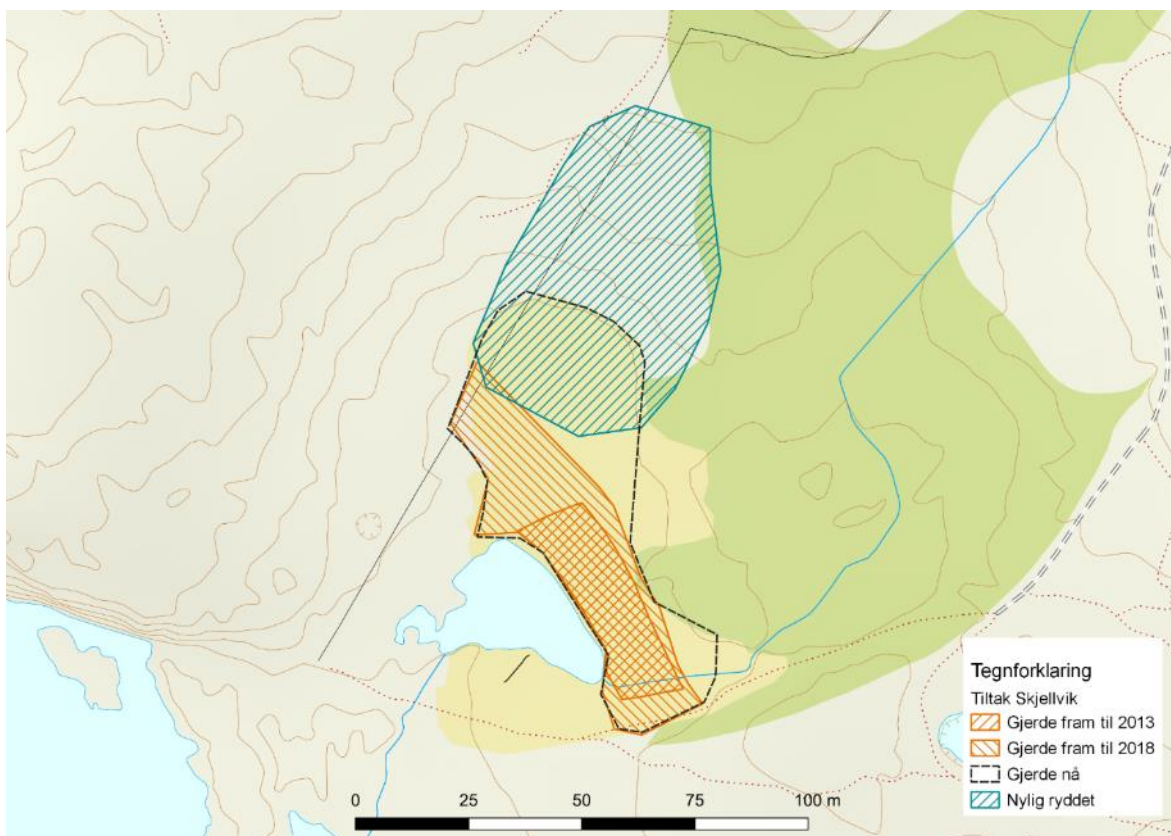 Tegnforklaring
Tiltak Skjellvik
Gjerde fram til 2013
Gjerde fram til 2018
Gjerde nå
Nylig ryddet
0 25 50 75 100 m